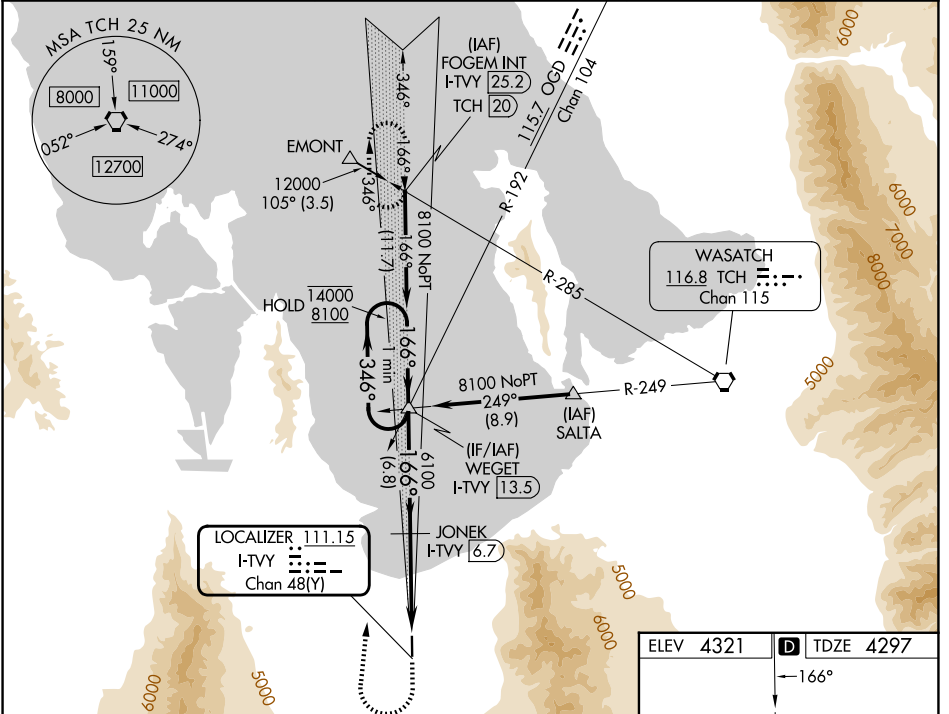 MSA TCH 25 NM
159°
8000
11000
052°
274°
12700
(IAF)
FOGEM INT
I-TVY 25.2
TCH 20
115.7 OGD
Chan 104
R-192
6000
EMONT
12000
105° (3.5)
346°
346°
166°
166°
(11.7)
8100 NoPT
6000
7000
8000
5000
WASATCH
116.8 TCH
Chan 115
R-285
HOLD
14000
8100
1 min
346°
166°
8100 NoPT
249°
(8.9)
R-249
(IAF)
SALTA
(IF/IAF)
WEGET
I-TVY 13.5
(6.8)
166°
6100
JONEK
I-TVY 6.7
LOCALIZER 111.15
I-TVY
Chan 48(Y)
6000
5000
5000
6000
ELEV 4321
D
TDZE 4297
166°